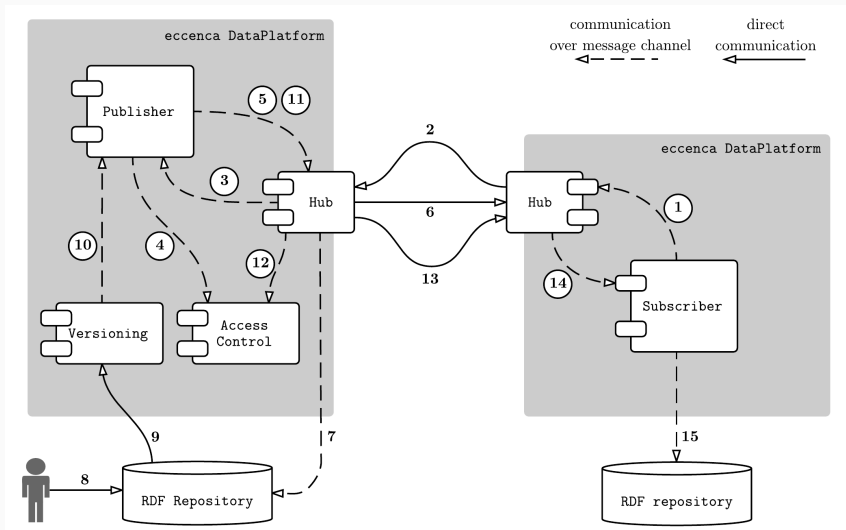 communication
over message channel
direct
communication
eccenca DataPlatform
Publisher
5
11
3
Hub
10
4
12
Versioning
Access
Control
9
7
8
RDF Repository
2
6
13
eccenca DataPlatform
Hub
1
14
Subscriber
15
RDF repository